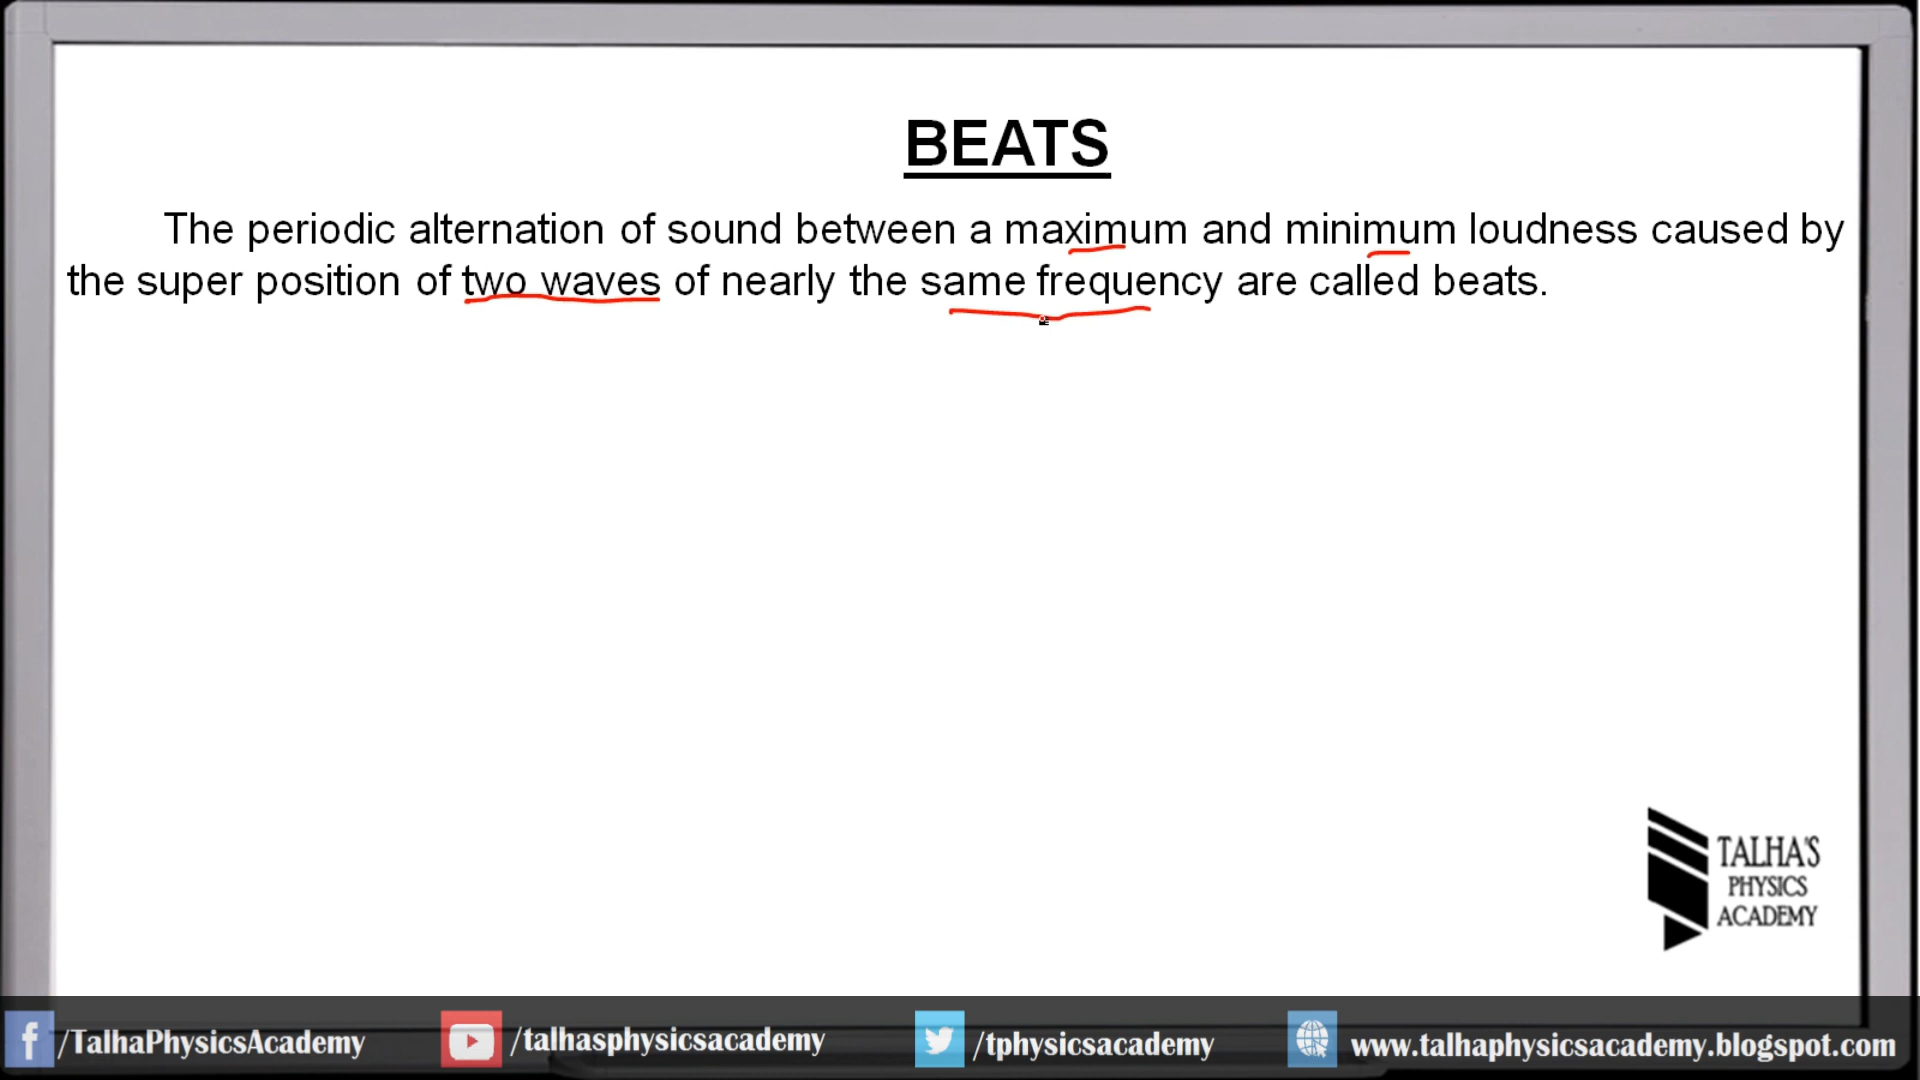 BEATS
The periodic alternation of sound between a maximum and minimum loudness caused by
the super position of two waves of nearly the same frequency are called beats.
TALHA'S
PHYSICS
ACADEMY
/TalhaPhysicsAcademy
/talhasphysicsacademy
/tphysicsacademy
www.talhaphysicsacademy.blogspot.com